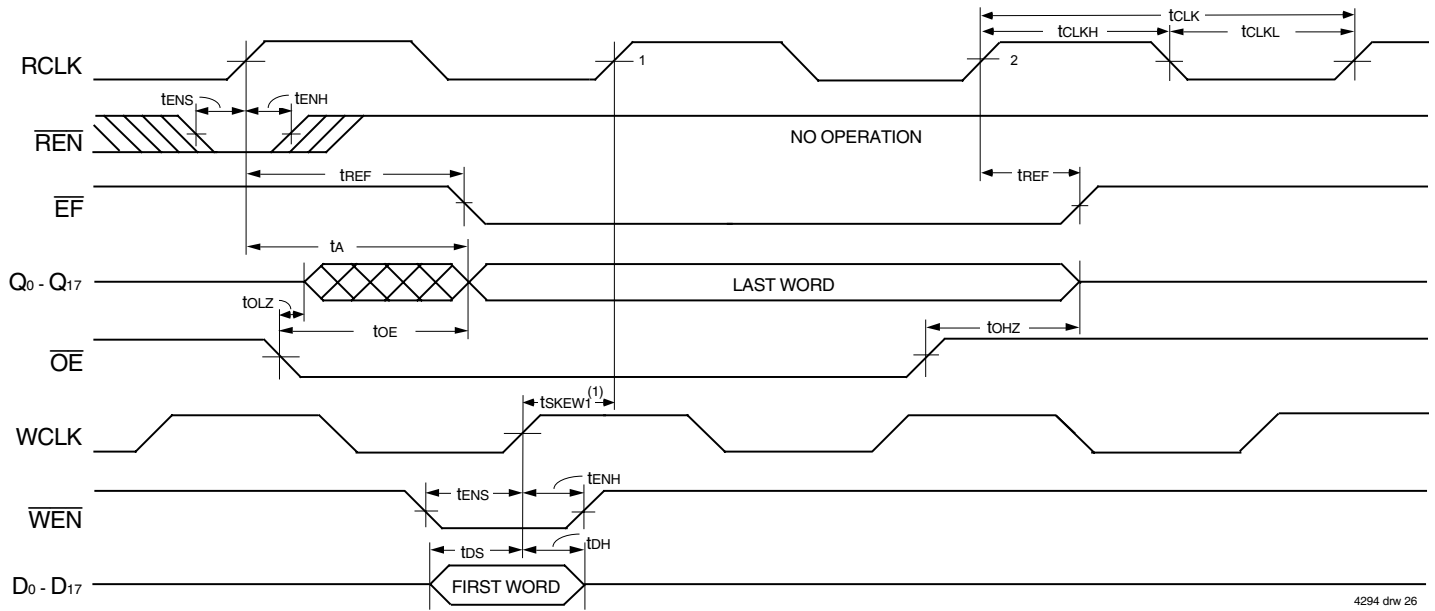 tCLK
tCLKH tCLKL
RCLK 1 2
tENS tENH
REN NO OPERATION
tREF tREF
EF
tA
Q0 - Q17 LAST WORD
tOLZ
tOE tOHZ
OE
tSKEW1(1)
WCLK
tENS tENH
WEN
tDS tDH
D0 - D17 FIRST WORD
4294 drw 26